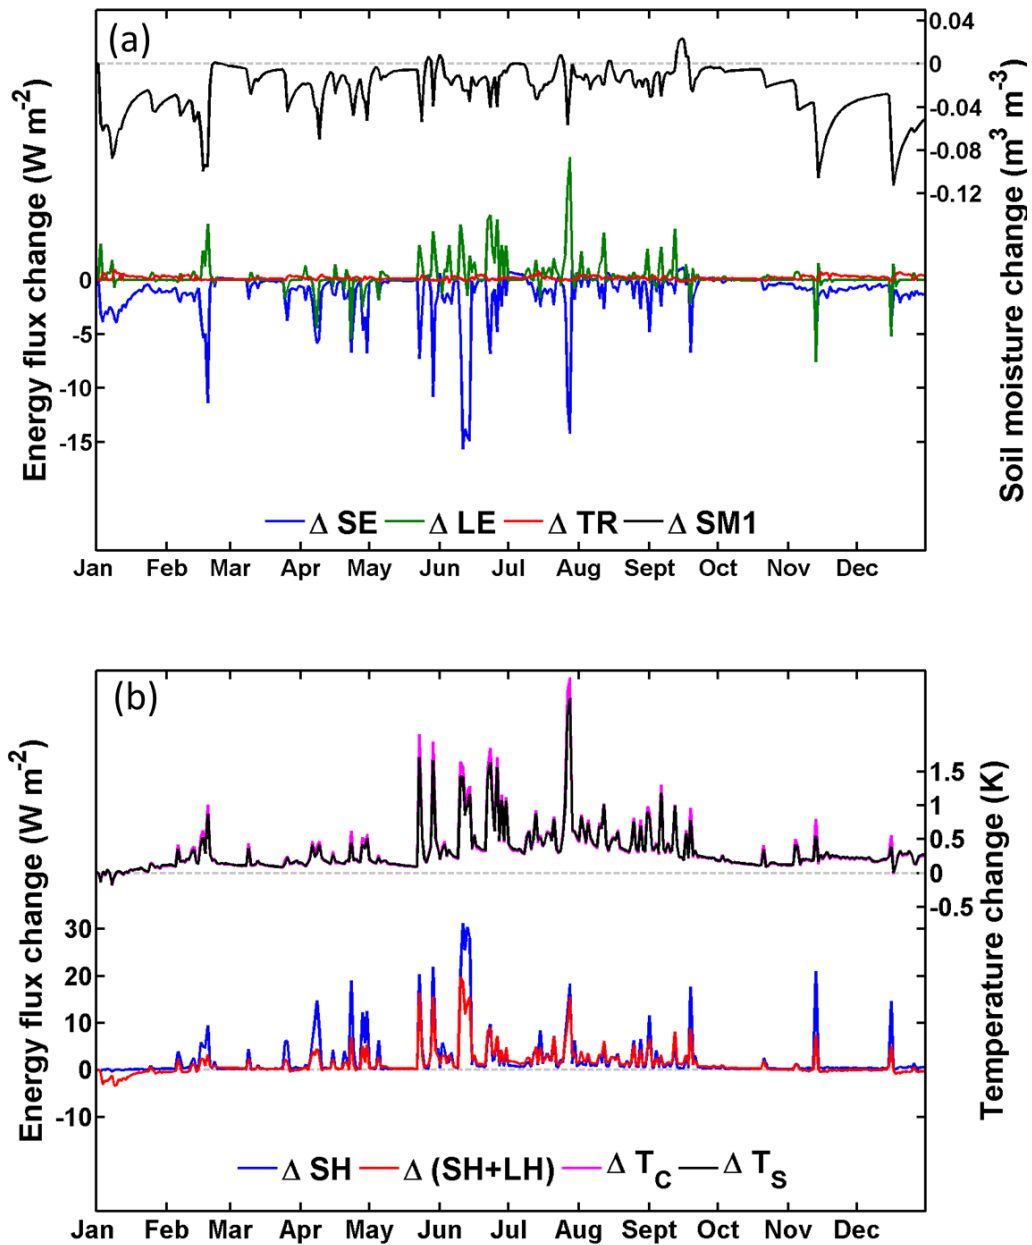 (a)
Energy flux change (W m-2)
0
-5
-10
-15
0.04
0
-0.04
-0.08
-0.12
Soil moisture change (m3 m-3)
Δ SE Δ LE Δ TR Δ SM1
Jan Feb Mar Apr May Jun Jul Aug Sept Oct Nov Dec
(b)
Energy flux change (W m-2)
30
20
10
0
-10
1.5
1
0.5
0
-0.5
Temperature change (K)
Δ SH Δ (SH+LH) Δ TC Δ TS
Jan Feb Mar Apr May Jun Jul Aug Sept Oct Nov Dec